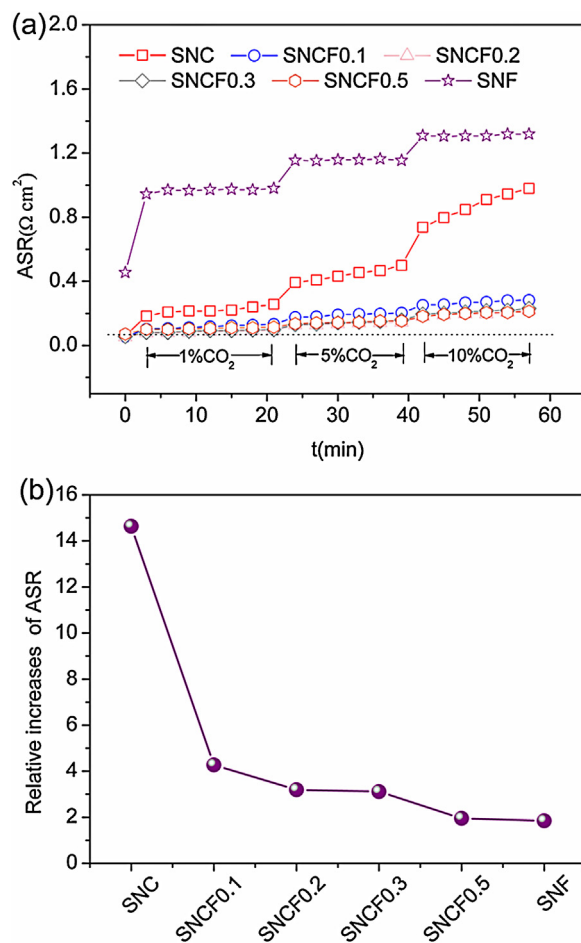 (a)
SNC SNCF0.1 SNCF0.2
SNCF0.3 SNCF0.5 SNF
ASR(Ω cm²)
2.0
1.6
1.2
0.8
0.4
0.0
1%CO₂ 5%CO₂ 10%CO₂
0 10 20 30 40 50 60
t(min)
(b)
Relative increases of ASR
16
14
12
10
8
6
4
2
0
SNC SNCF0.1 SNCF0.2 SNCF0.3 SNCF0.5 SNF